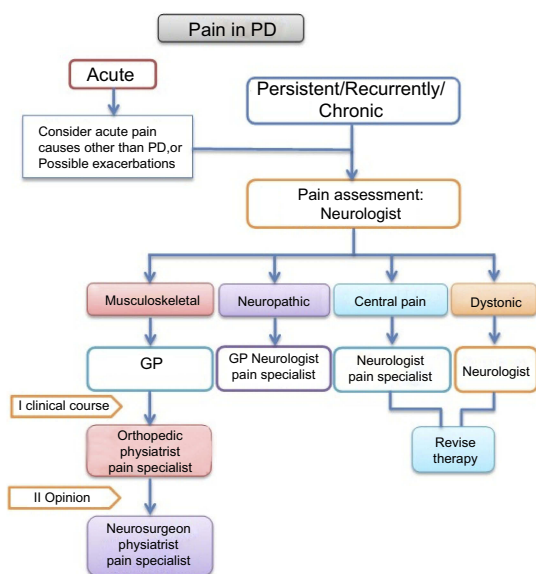 Pain in PD
Acute
Persistent/Recurrently/
Chronic
Consider acute pain
causes other than PD,or
Possible exacerbations
Pain assessment:
Neurologist
Musculoskeletal
Neuropathic
Central pain
Dystonic
GP
GP Neurologist
pain specialist
Neurologist
pain specialist
Neurologist
I clinical course
Orthopedic
physiatrist
pain specialist
Revise
therapy
II Opinion
Neurosurgeon
physiatrist
pain specialist